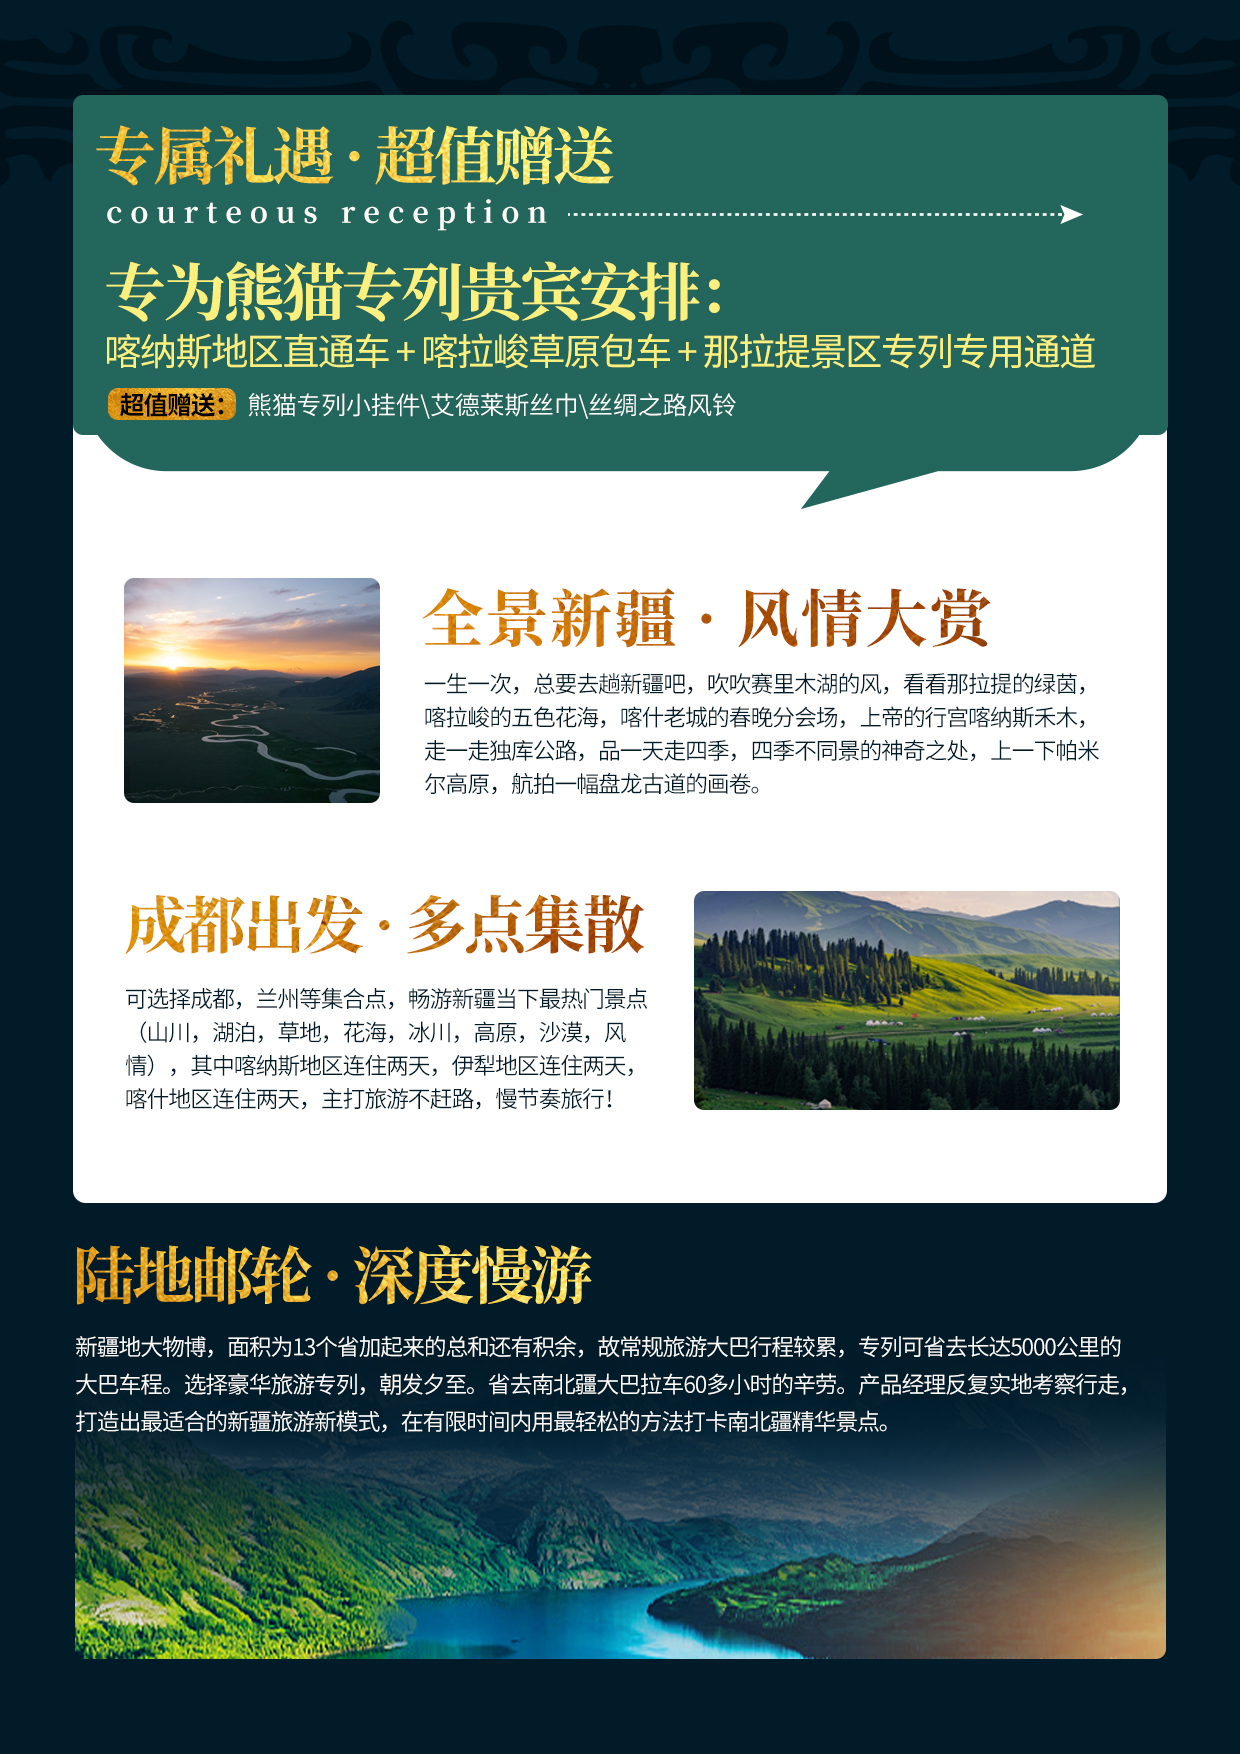 专属礼遇·超值赠送
courteous reception
专为熊猫专列贵宾安排：
喀纳斯地区直通车+喀拉峻草原包车+那拉提景区专列专用通道
超值赠送： 熊猫专列小挂件\艾德莱斯丝巾\丝绸之路风铃
全景新疆·风情大赏
一生一次，总要去趟新疆吧，吹吹赛里木湖的风，看看那拉提的绿茵，
喀拉峻的五色花海，喀什老城的春晚分会场，上帝的行宫喀纳斯禾木，
走一走独库公路，品一天走四季，四季不同景的神奇之处，上一下帕米
尔高原，航拍一幅盘龙古道的画卷。
成都出发·多点集散
可选择成都，兰州等集合点，畅游新疆当下最热门景点
（山川，湖泊，草地，花海，冰川，高原，沙漠，风
情），其中喀纳斯地区连住两天，伊犁地区连住两天，
喀什地区连住两天，主打旅游不赶路，慢节奏旅行！
陆地邮轮·深度慢游
新疆地大物博，面积为13个省加起来的总和还有积余，故常规旅游大巴行程较累，专列可省去长达5000公里的
大巴车程。选择豪华旅游专列，朝发夕至。省去南北疆大巴拉车60多小时的辛劳。产品经理反复实地考察行走，
打造出最适合的新疆旅游新模式，在有限时间内用最轻松的方法打卡南北疆精华景点。